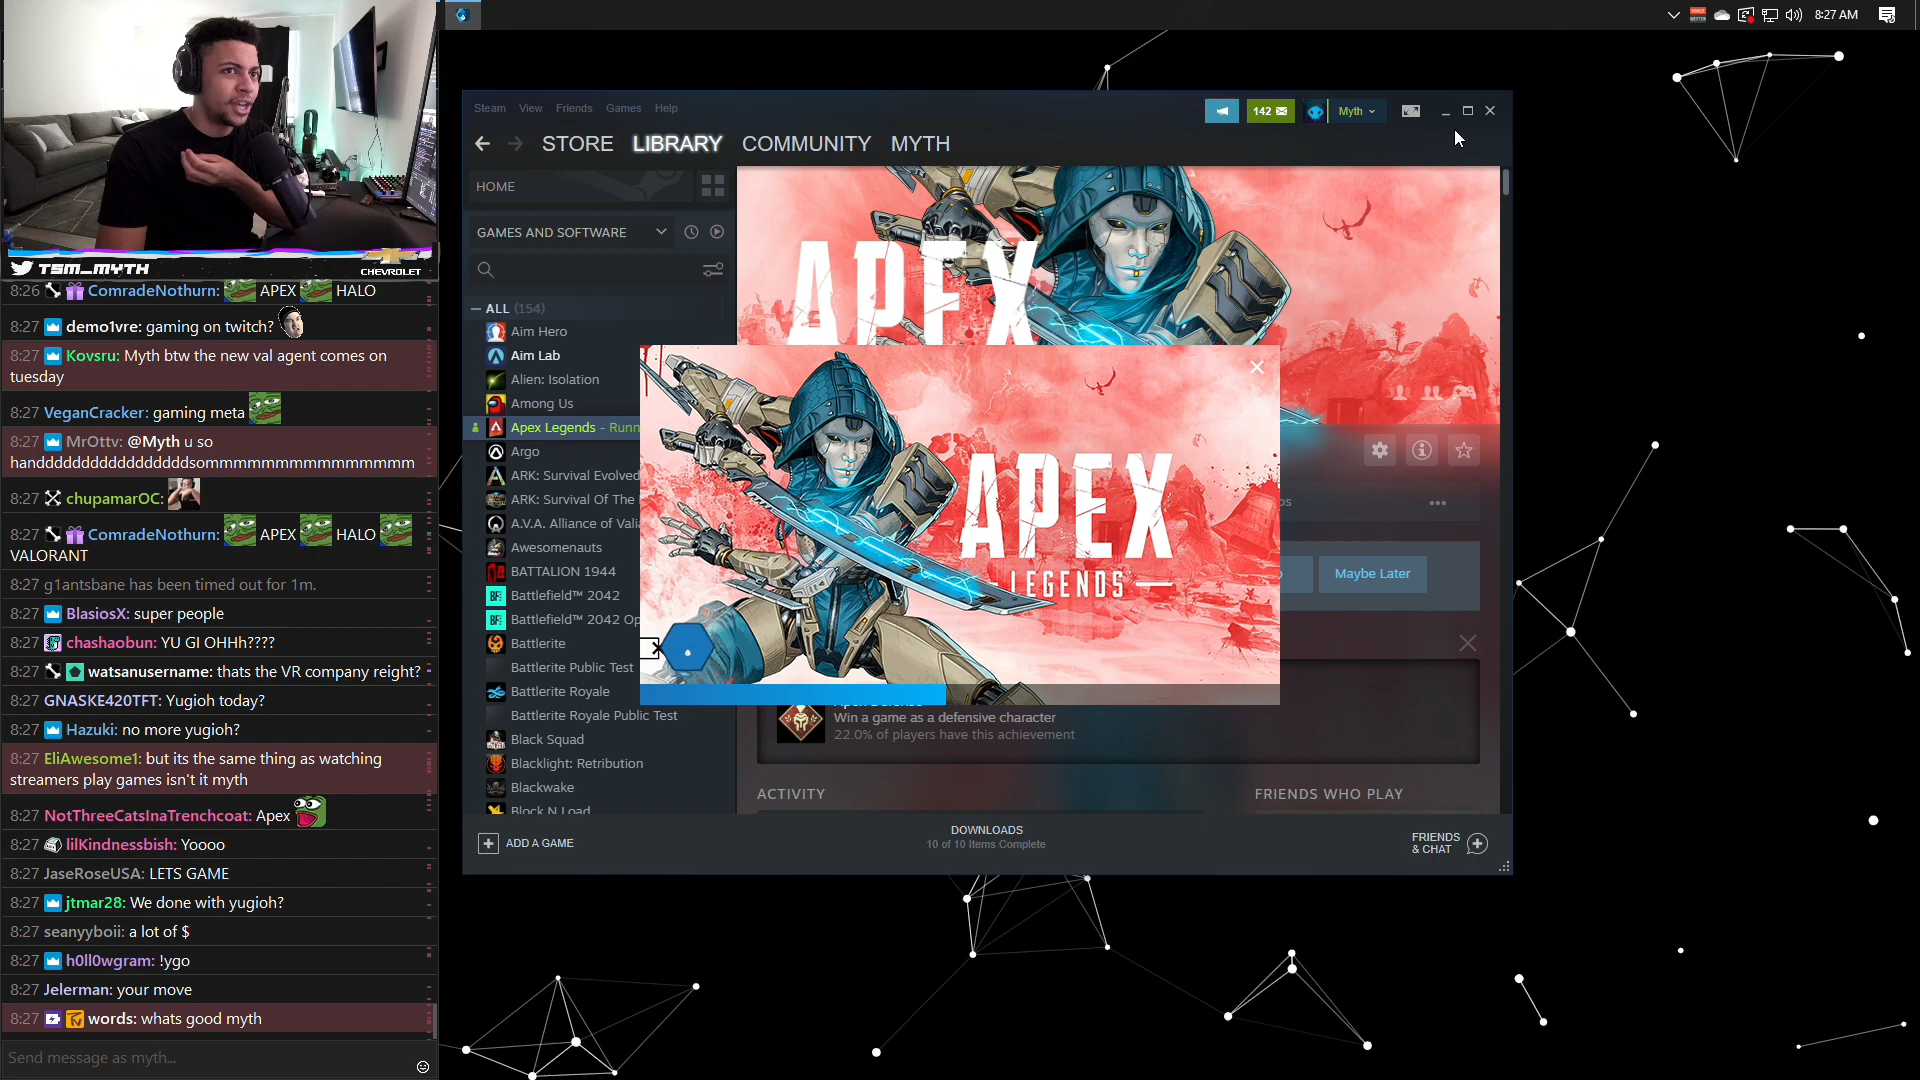 8:27 AM
TSM_MYTH
CHEVROLET
8:26 ComradeNothurn: APEX HALO
8:27 demo1vre: gaming on twitch?
8:27 Kovsru: Myth btw the new val agent comes on
tuesday
8:27 VeganCracker: gaming meta
8:27 MrOttv: @Myth u so
handddddddddddddddddsommmmmmmmmmmmmmmmm
8:27 chupamarOC:
8:27 ComradeNothurn: APEX HALO
VALORANT
8:27 g1antsbane has been timed out for 1m.
8:27 BlasiosX: super people
8:27 chashaobun: YU GI OHHh????
8:27 watsanusername: thats the VR company reight?
8:27 GNASKE420TFT: Yugioh today?
8:27 Hazuki: no more yugioh?
8:27 EliAwesome1: but its the same thing as watching
streamers play games isn't it myth
8:27 NotThreeCatsInaTrenchcoat: Apex
8:27 lilKindnessbish: Yoooo
8:27 JaseRoseUSA: LETS GAME
8:27 jtmar28: We done with yugioh?
8:27 seanyyboii: a lot of $
8:27 h0ll0wgram: !ygo
8:27 Jelerman: your move
8:27 words: whats good myth
Send message as myth...
Steam View Friends Games Help
142 Myth
STORE LIBRARY COMMUNITY MYTH
HOME
GAMES AND SOFTWARE
ALL (154)
Aim Hero
Aim Lab
Alien: Isolation
Among Us
Apex Legends - Runn
Argo
ARK: Survival Evolved
ARK: Survival Of The
A.V.A. Alliance of Valia
Awesomenauts
BATTALION 1944
Battlefield™ 2042
Battlefield™ 2042 Op
Battlerite
Battlerite Public Test
Battlerite Royale
Battlerite Royale Public Test
Black Squad
Blacklight: Retribution
Blackwake
Block N Load
APEX
APEX
LEGENDS
Maybe Later
Win a game as a defensive character
22.0% of players have this achievement
ACTIVITY
FRIENDS WHO PLAY
ADD A GAME
DOWNLOADS
10 of 10 Items Complete
FRIENDS
& CHAT